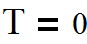 T = 0